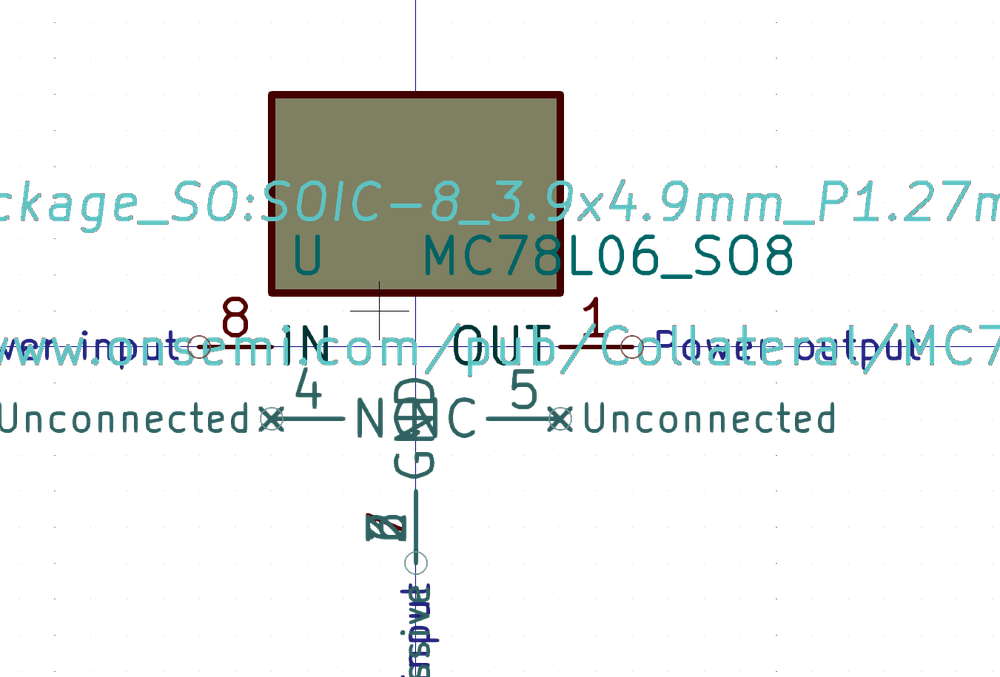 ckage_SO:SOIC-8_3.9x4.9mm_P1.27m
U MC78L06_SO8
8 1
wer input IN OUT Power output
www.onsemi.com/pub/Collateral/MC7
4 5
Unconnected NC NC Unconnected
GND
input